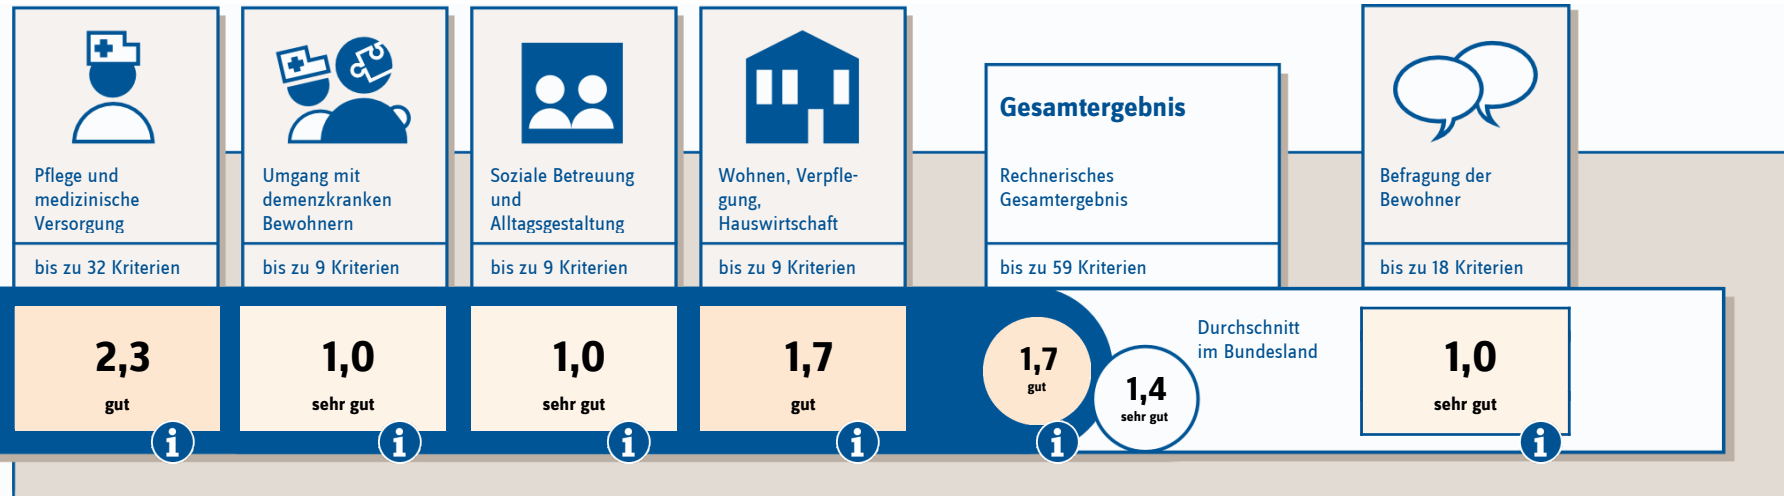 Pflege und
medizinische
Versorgung
bis zu 32 Kriterien
2,3
gut
Umgang mit
demenzkranken
Bewohnern
bis zu 9 Kriterien
1,0
sehr gut
Soziale Betreuung
und
Alltagsgestaltung
bis zu 9 Kriterien
1,0
sehr gut
Wohnen, Verpfle-
gung,
Hauswirtschaft
bis zu 9 Kriterien
1,7
gut
Gesamtergebnis
Rechnerisches
Gesamtergebnis
bis zu 59 Kriterien
1,7
gut
1,4
sehr gut
Durchschnitt
im Bundesland
Befragung der
Bewohner
bis zu 18 Kriterien
1,0
sehr gut
i
i
i
i
i
i